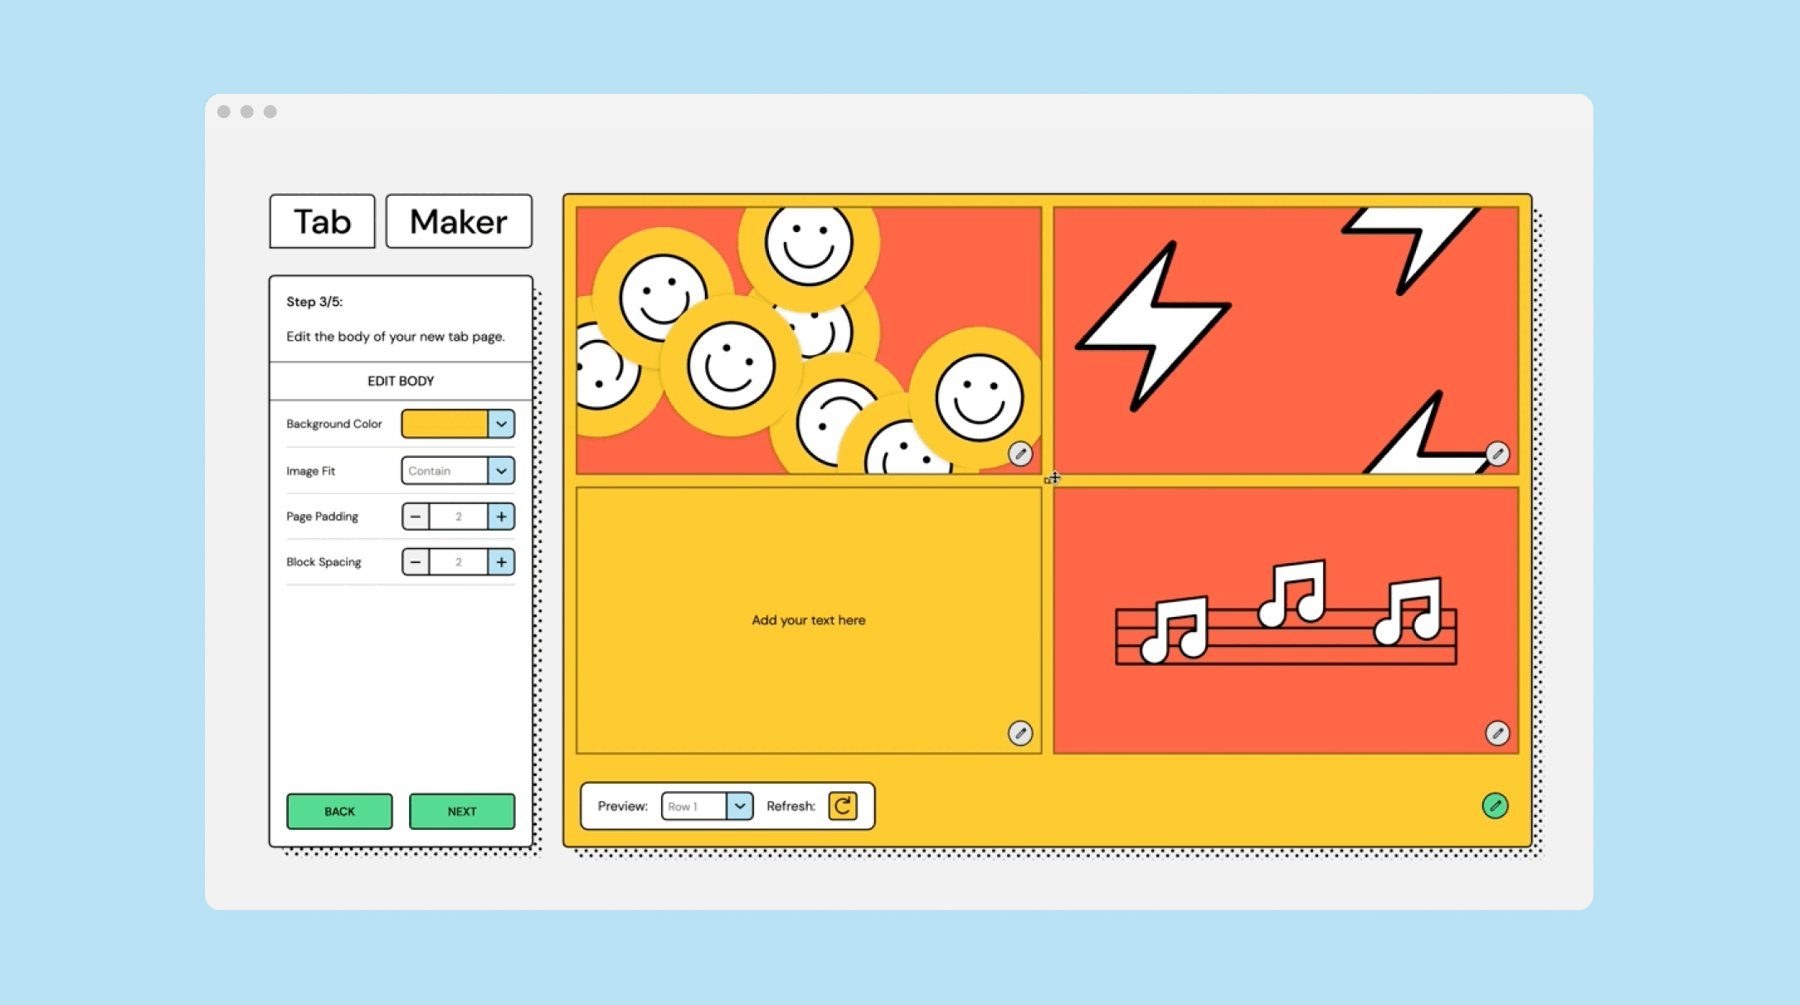 Tab Maker
Step 3/5:
Edit the body of your new tab page.
EDIT BODY
Background Color
Image Fit Contain
Page Padding − 2 +
Block Spacing − 2 +
BACK NEXT
Add your text here
Preview: Row 1 Refresh: